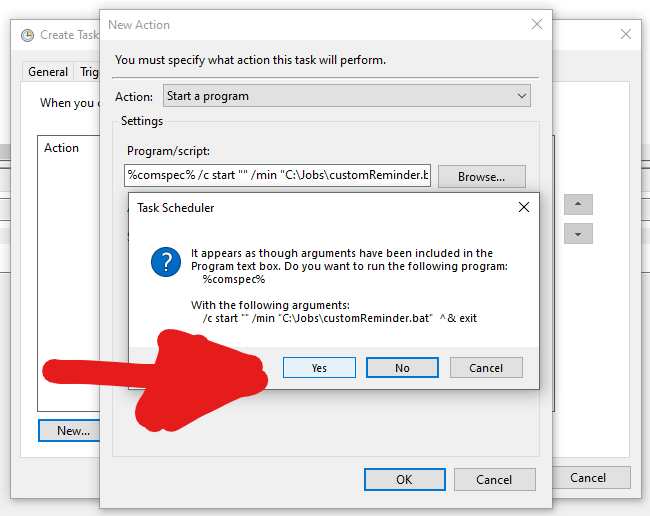 New Action
Create Task
General
Trig
When you
Action
New...
You must specify what action this task will perform.
Action:
Start a program
Settings
Program/script:
%comspec% /c start "" /min "C:\Jobs\customReminder.b
Browse...
Task Scheduler
It appears as though arguments have been included in the
Program text box. Do you want to run the following program:
%comspec%
With the following arguments:
/c start "" /min "C:\Jobs\customReminder.bat"  ^& exit
Yes
No
Cancel
OK
Cancel
Cancel